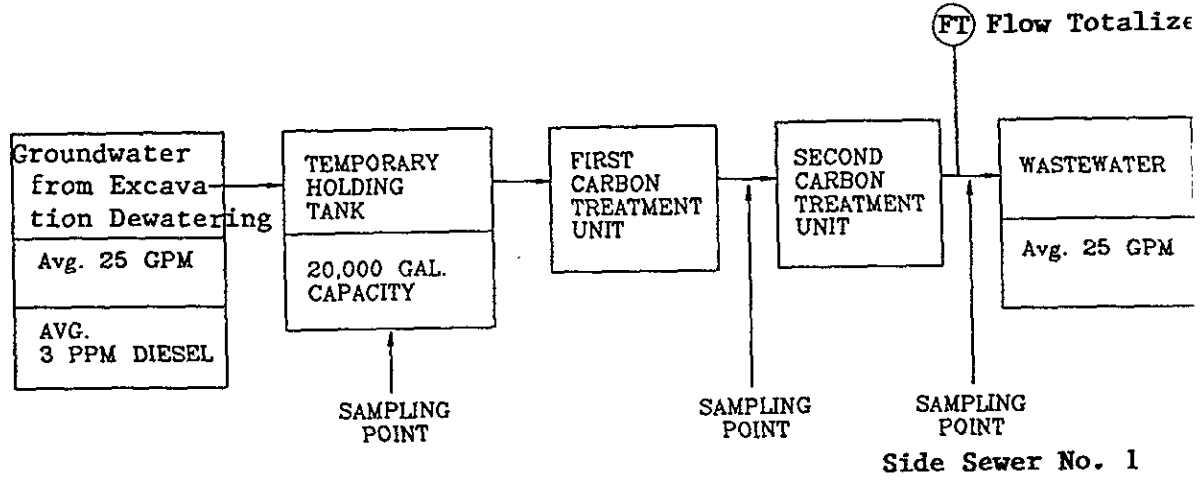 FT Flow Totalize
Groundwater
from Excava-
tion Dewatering
Avg. 25 GPM
AVG.
3 PPM DIESEL
TEMPORARY
HOLDING
TANK
20,000 GAL.
CAPACITY
FIRST
CARBON
TREATMENT
UNIT
SECOND
CARBON
TREATMENT
UNIT
WASTEWATER
Avg. 25 GPM
SAMPLING
POINT
SAMPLING
POINT
SAMPLING
POINT
Side Sewer No. 1